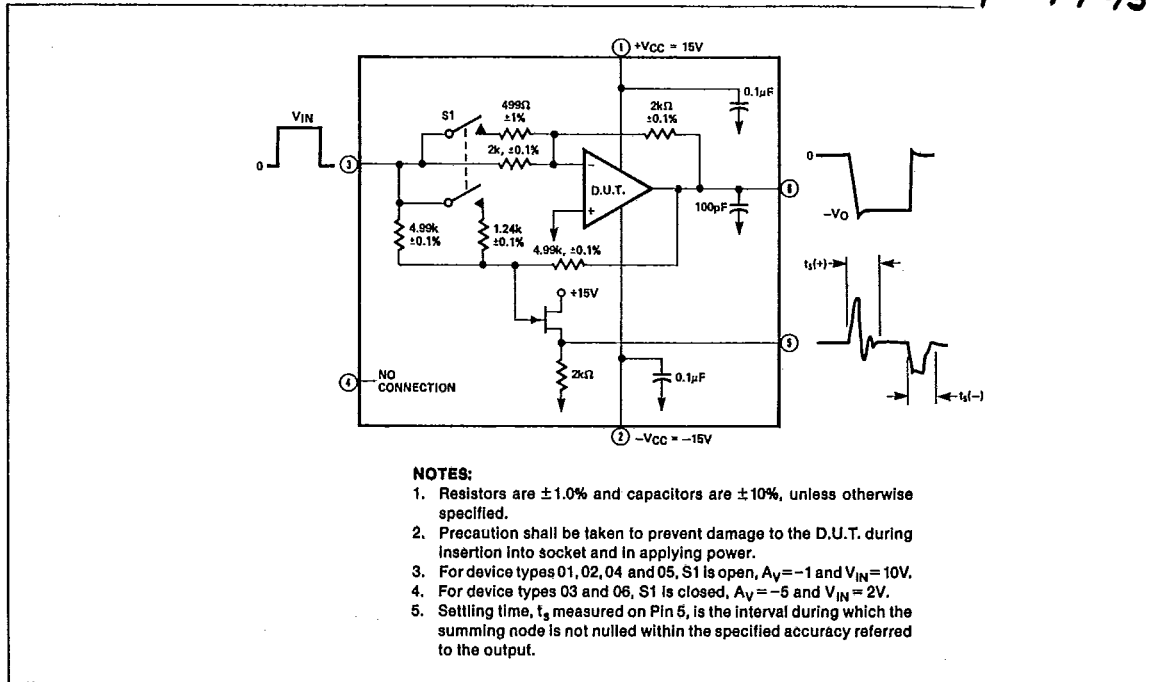 ① +VCC = 15V
0.1µF
499Ω
±1%
2kΩ
±0.1%
S1
VIN
2k, ±0.1%
0
③
−
D.U.T.
+
⑥
100pF
0
−VO
4.99k
±0.1%
1.24k
±0.1%
4.99k, ±0.1%
ts(+)
+15V
⑤
2kΩ
0.1µF
④ NO
CONNECTION
ts(−)
② −VCC = −15V
NOTES:
1. Resistors are ±1.0% and capacitors are ±10%, unless otherwise
specified.
2. Precaution shall be taken to prevent damage to the D.U.T. during
insertion into socket and in applying power.
3. For device types 01, 02, 04 and 05, S1 is open, AV=−1 and VIN=10V.
4. For device types 03 and 06, S1 is closed, AV=−5 and VIN=2V.
5. Settling time, ts measured on Pin 5, is the interval during which the
summing node is not nulled within the specified accuracy referred
to the output.